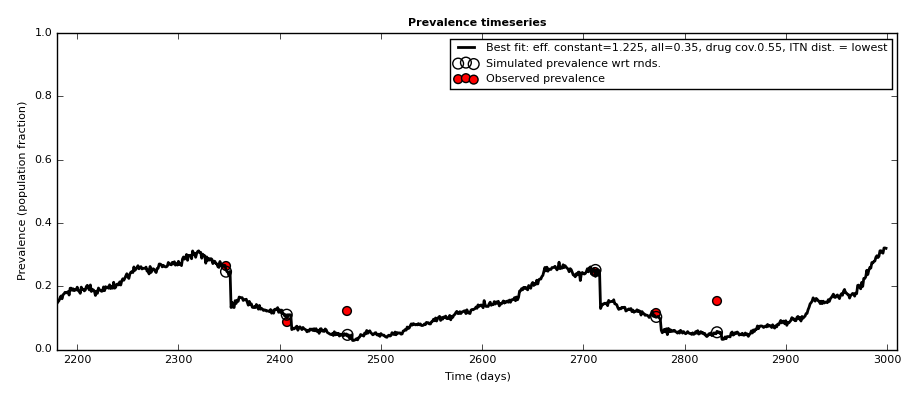 Prevalence timeseries
Best fit: eff. constant=1.225, all=0.35, drug cov.0.55, ITN dist. = lowest
Simulated prevalence wrt rnds.
Observed prevalence
Prevalence (population fraction)
1.0
0.8
0.6
0.4
0.2
0.0
2200 2300 2400 2500 2600 2700 2800 2900 3000
Time (days)